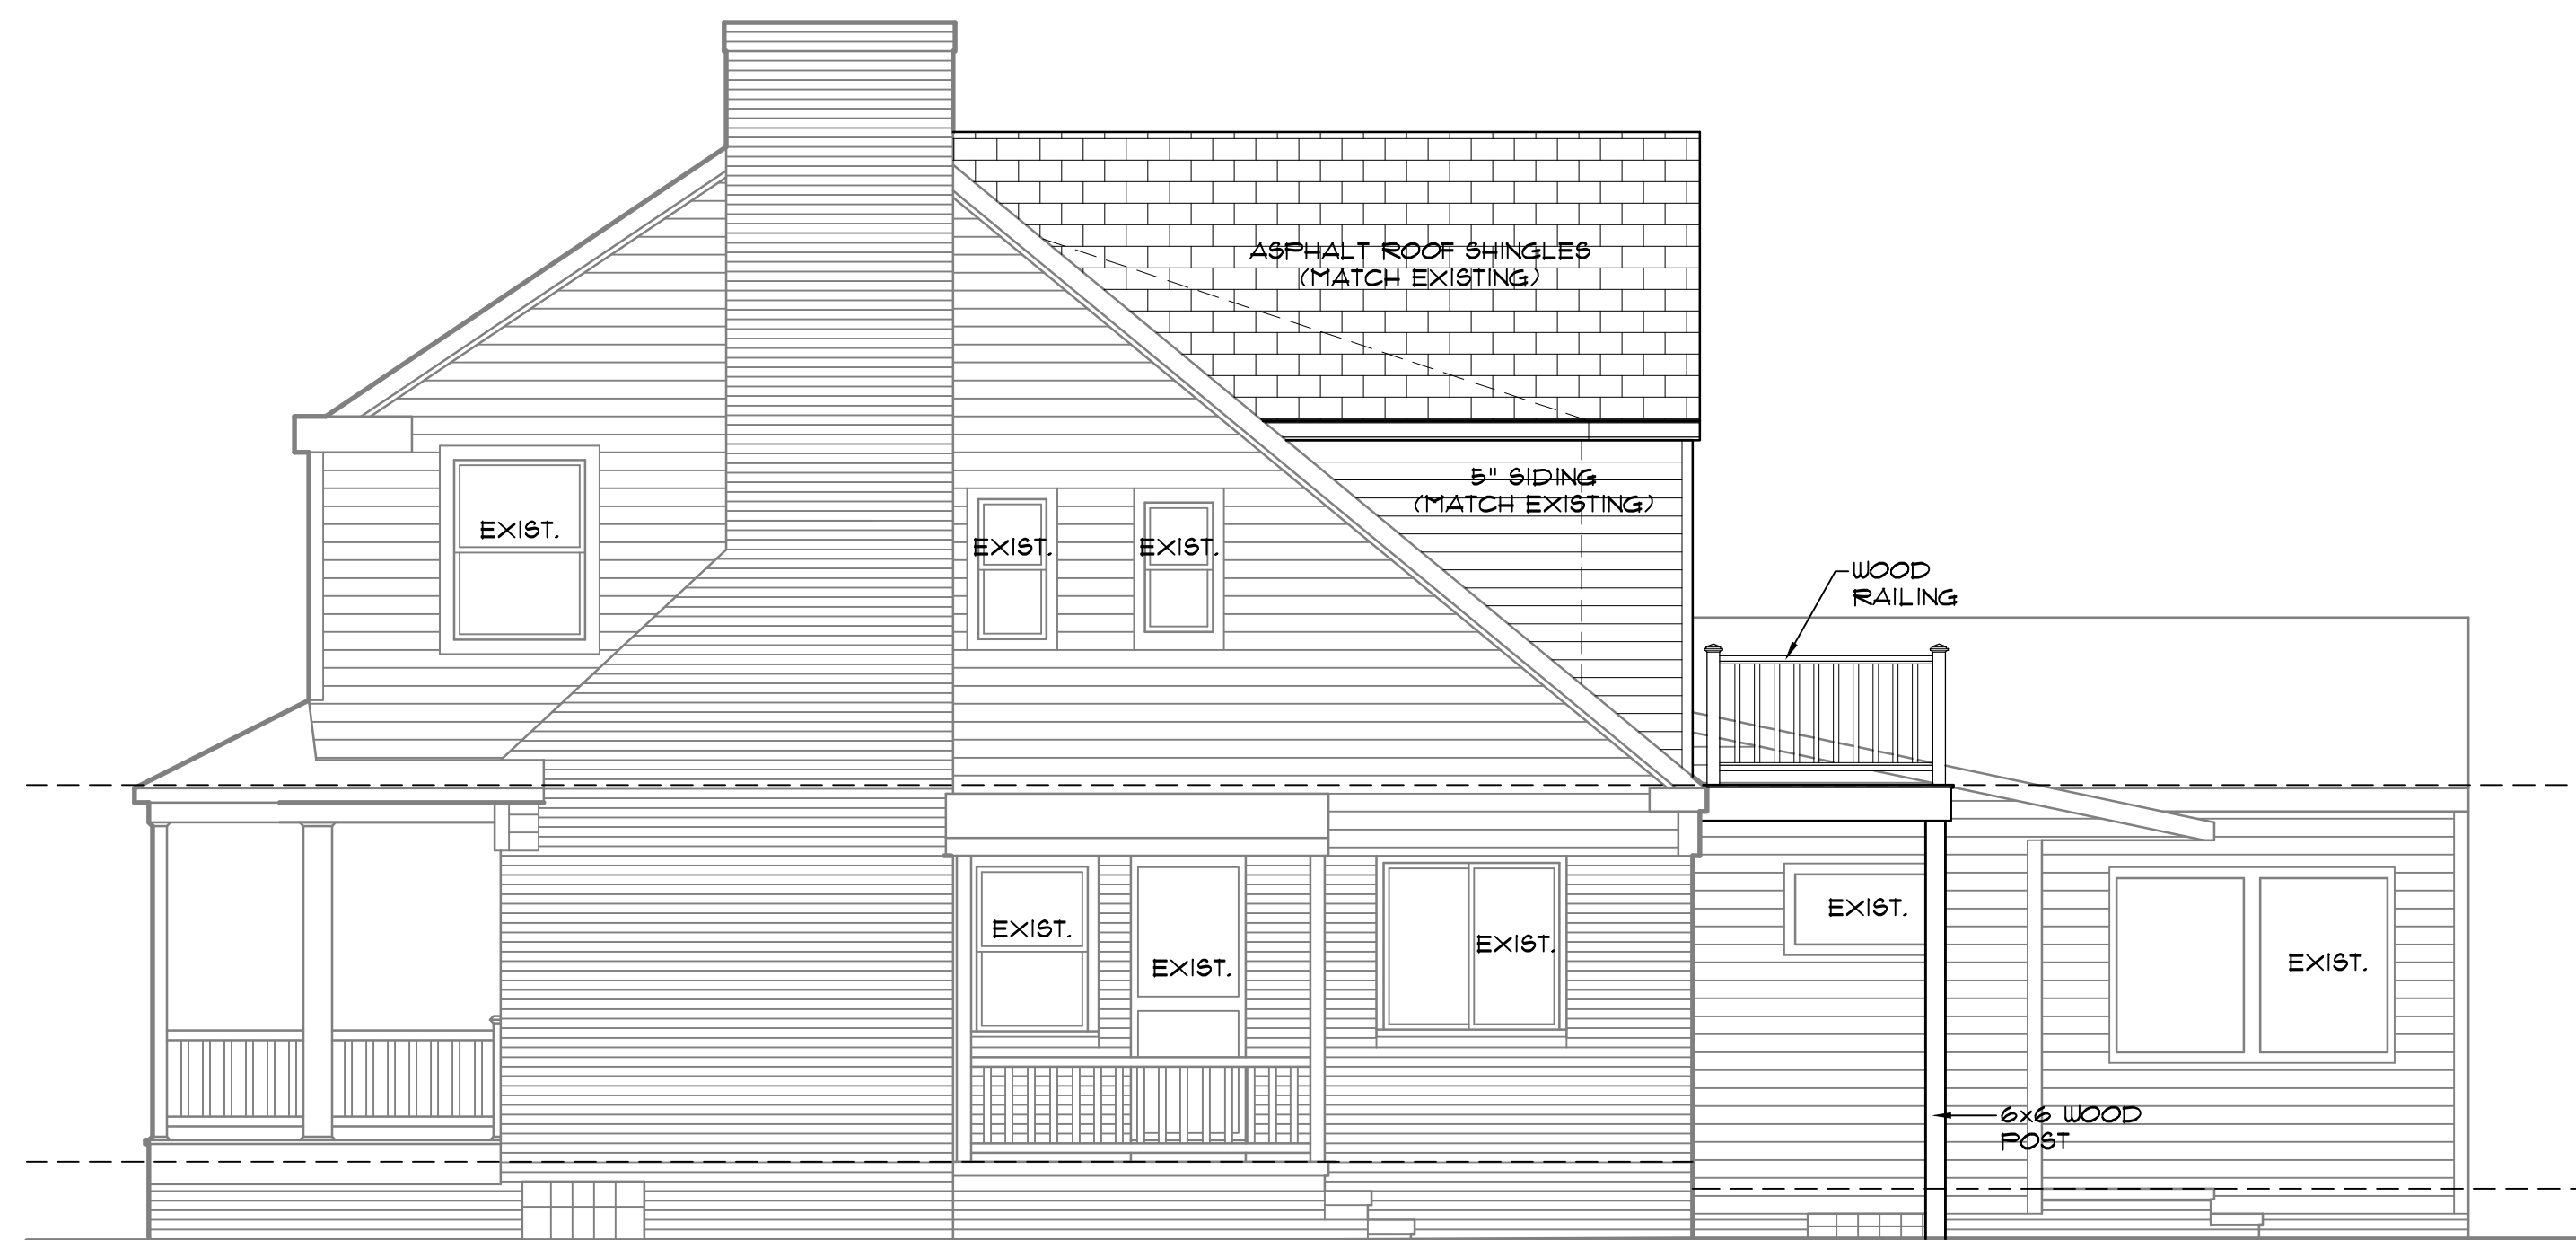 ASPHALT ROOF SHINGLES
(MATCH EXISTING)
5" SIDING
(MATCH EXISTING)
EXIST.
EXIST.
EXIST.
WOOD
RAILING
EXIST.
EXIST.
EXIST.
EXIST.
EXIST.
6x6 WOOD
POST